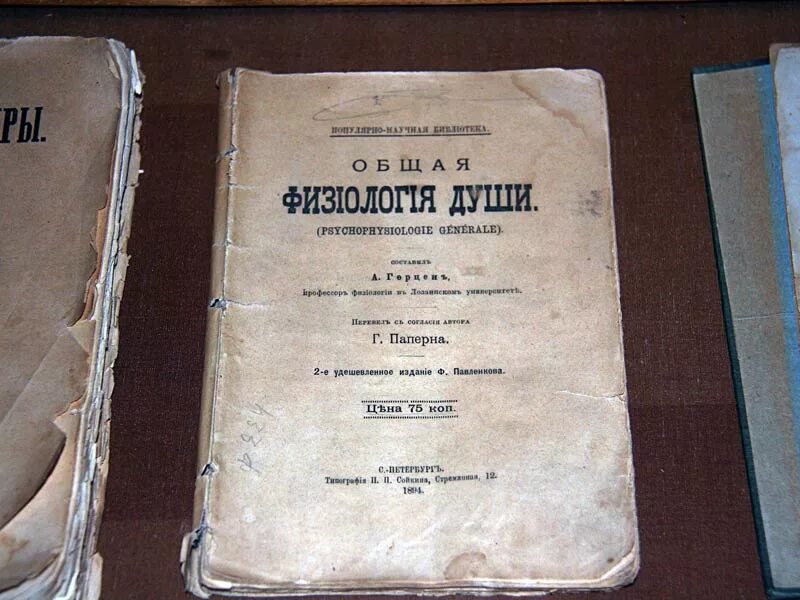 РЫ.
ПОПУЛЯРНО-НАУЧНАЯ БИБЛІОТЕКА.
ОБЩАЯ
ФИЗІОЛОГІЯ ДУШИ.
(PSYCHOPHYSIOLOGIE GÉNÉRALE).
СОСТАВИЛЪ
А. Герценъ,
профессоръ физіологіи въ Лозаннскомъ университетѣ.
Перевелъ съ согласія автора
Г. Паперна.
2-е удешевленное изданіе Ф. Павленкова.
Цѣна 75 коп.
С.-ПЕТЕРБУРГЪ.
Типографія П. П. Сойкина, Стремянная, 12.
1894.